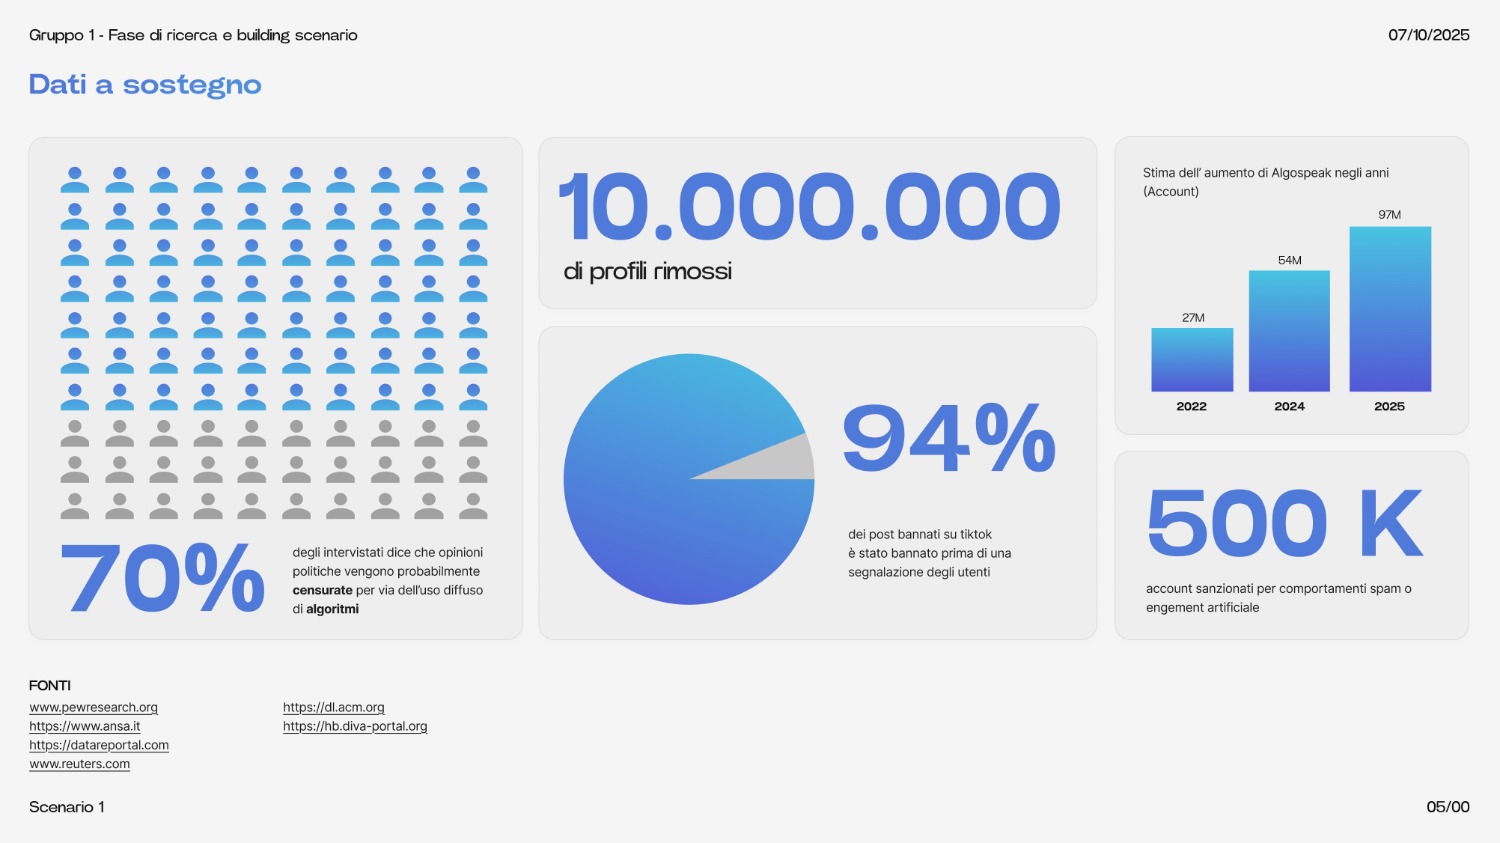 Gruppo 1 - Fase di ricerca e building scenario
07/10/2025
Dati a sostegno
70%
degli intervistati dice che opinioni
politiche vengono probabilmente
censurate per via dell'uso diffuso
di algoritmi
10.000.000
di profili rimossi
94%
dei post bannati su tiktok
è stato bannato prima di una
segnalazione degli utenti
Stima dell' aumento di Algospeak negli anni
(Account)
27M
54M
97M
2022
2024
2025
500 K
account sanzionati per comportamenti spam o
engement artificiale
FONTI
www.pewresearch.org
https://www.ansa.it
https://datareportal.com
www.reuters.com
https://dl.acm.org
https://hb.diva-portal.org
Scenario 1
05/00